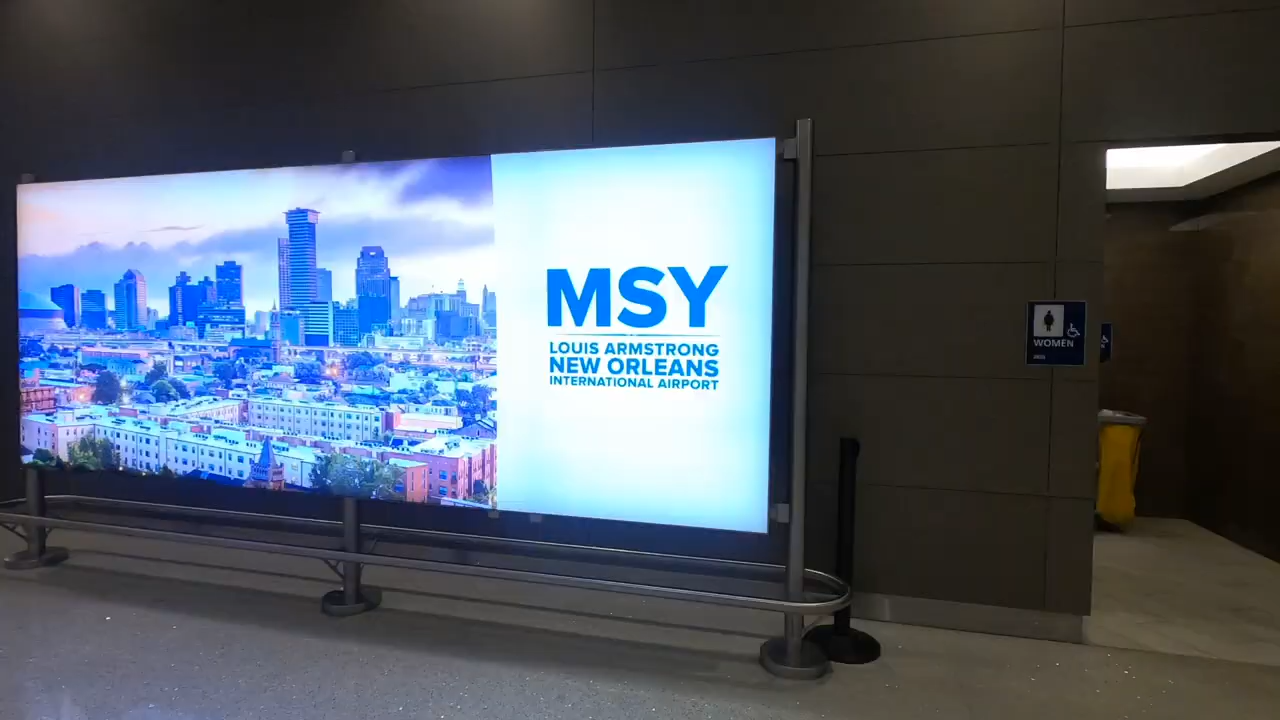 MSY
LOUIS ARMSTRONG
NEW ORLEANS
INTERNATIONAL AIRPORT
WOMEN